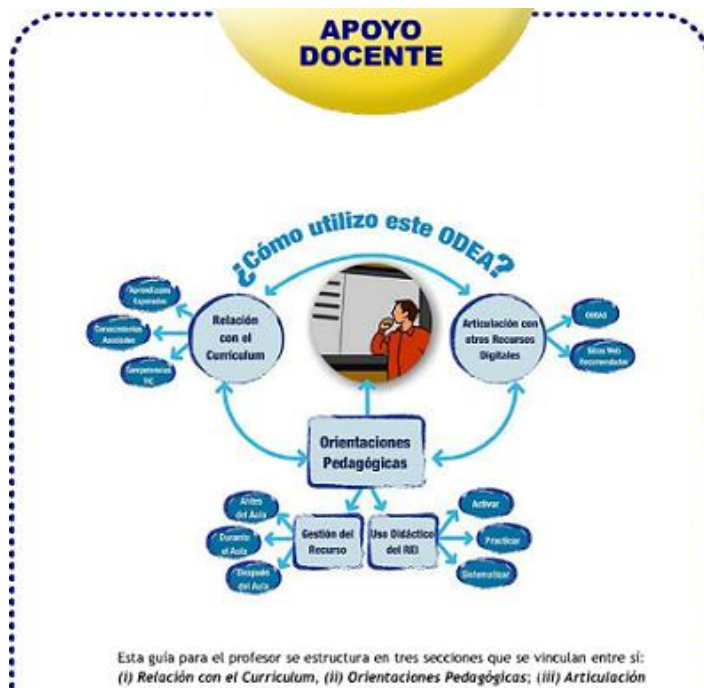 APOYO
DOCENTE
¿Cómo utilizo este ODEA?
Aprendizajes
Esperados
Conocimientos
Asociados
Competencias
TIC
Relación
con el
Curriculum
Articulación con
otros Recursos
Digitales
ODEAS
Sitios Web
Recomendados
Orientaciones
Pedagógicas
Antes
del Aula
Durante
el Aula
Después
del Aula
Gestión del
Recurso
Uso Didáctico
del REI
Activar
Practicar
Sistematizar
Esta guía para el profesor se estructura en tres secciones que se vinculan entre sí:
(i) Relación con el Curriculum, (ii) Orientaciones Pedagógicas; (iii) Articulación